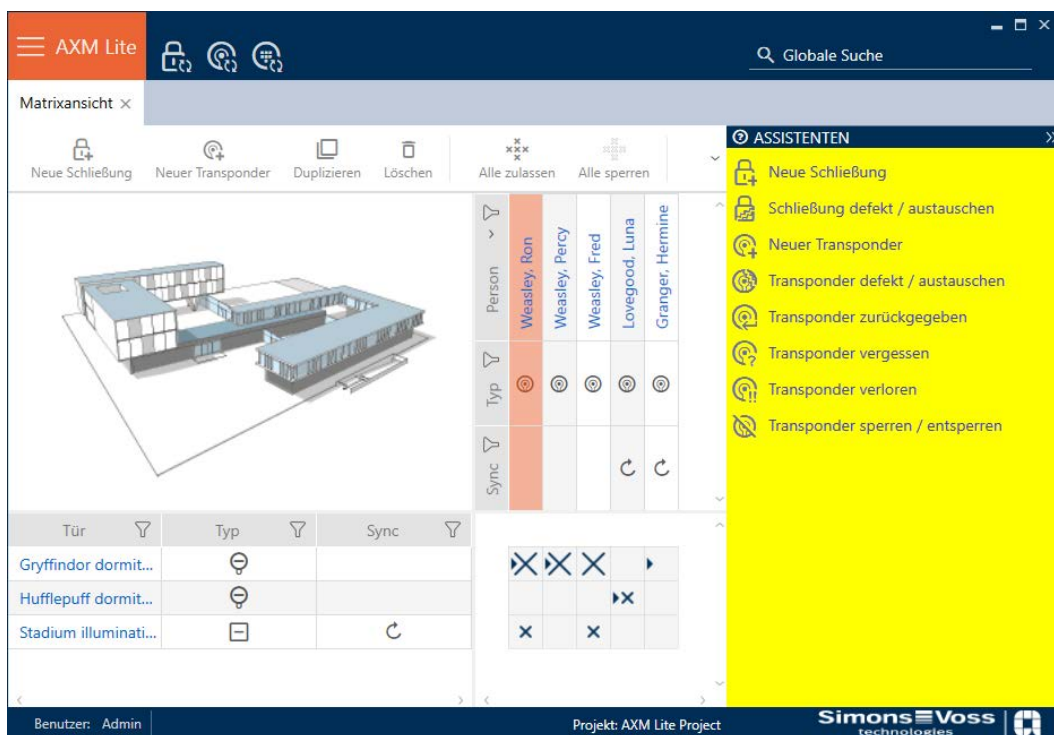 AXM Lite
Globale Suche
Matrixansicht
Neue Schließung Neuer Transponder Duplizieren Löschen Alle zulassen Alle sperren
ASSISTENTEN
Neue Schließung
Schließung defekt / austauschen
Neuer Transponder
Transponder defekt / austauschen
Transponder zurückgegeben
Transponder vergessen
Transponder verloren
Transponder sperren / entsperren
Person
Weasley, Ron
Weasley, Percy
Weasley, Fred
Lovegood, Luna
Granger, Hermine
Typ
Sync
Tür Typ Sync
Gryffindor dormit...
Hufflepuff dormit...
Stadium illuminati...
Benutzer: Admin
Projekt: AXM Lite Project
Simons Voss
technologies